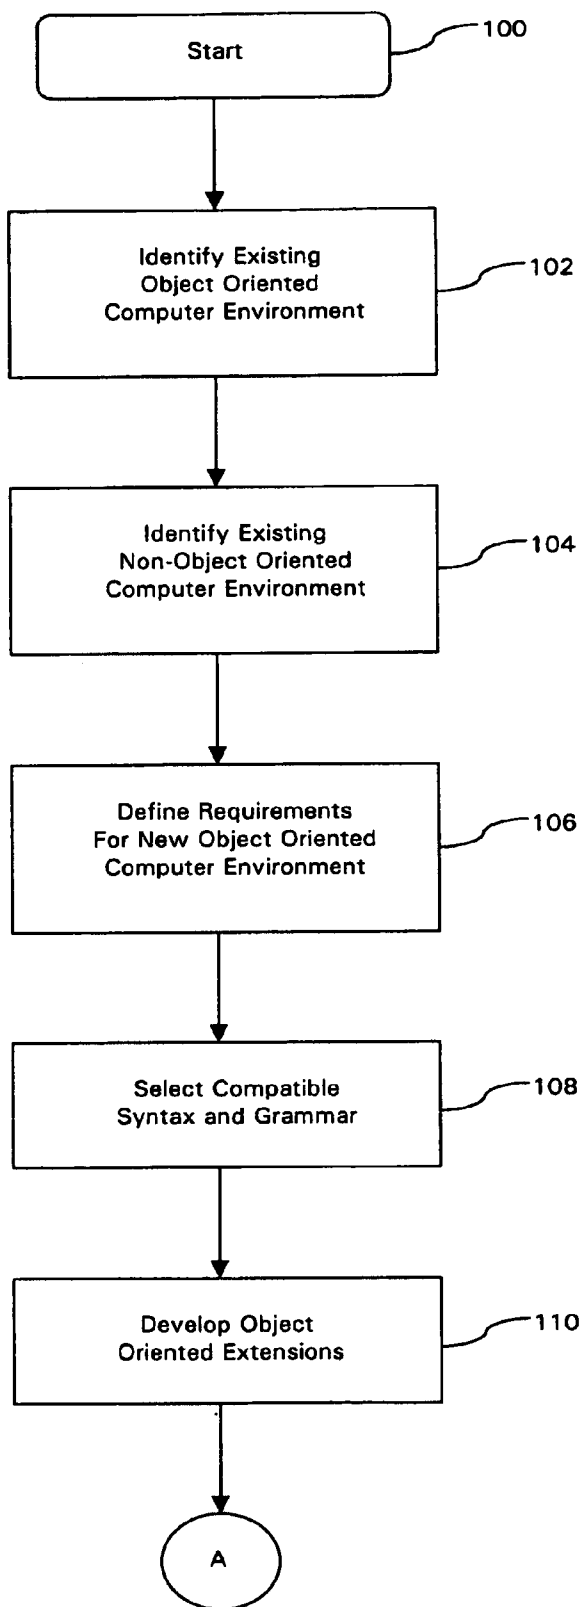 Start
100
Identify Existing
Object Oriented
Computer Environment
102
Identify Existing
Non-Object Oriented
Computer Environment
104
Define Requirements
For New Object Oriented
Computer Environment
106
Select Compatible
Syntax and Grammar
108
Develop Object
Oriented Extensions
110
A